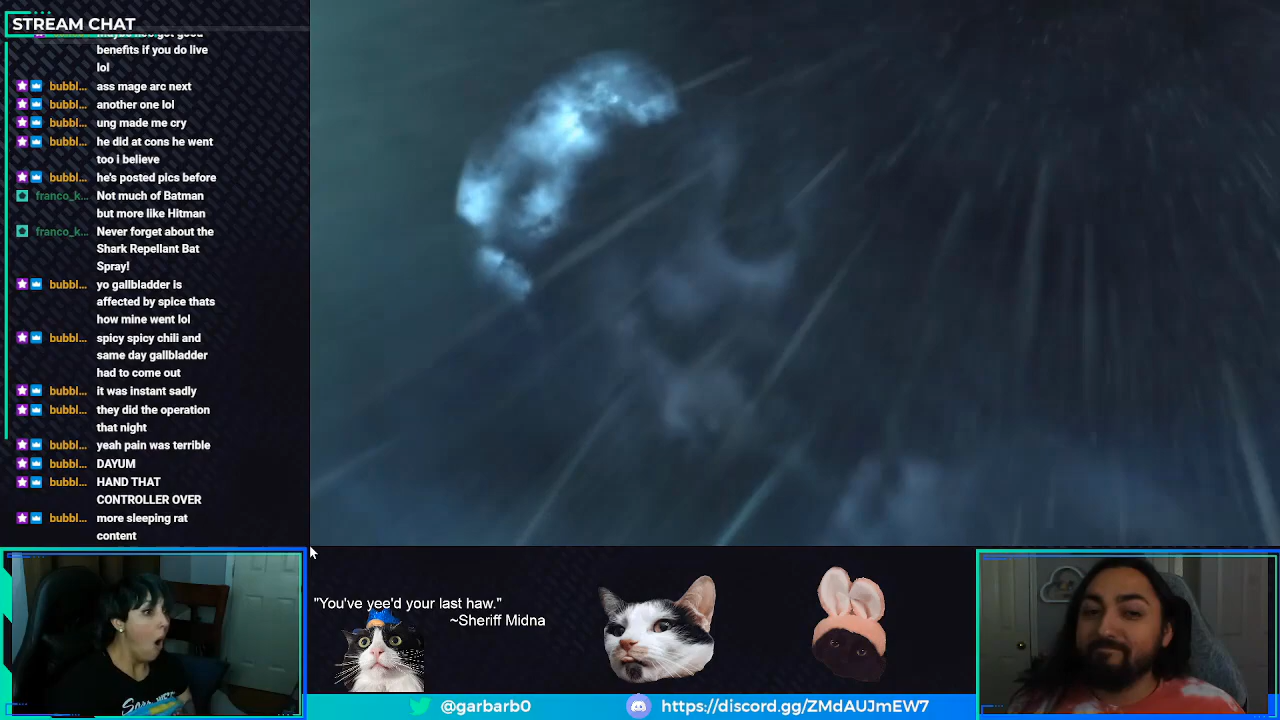 STREAM CHAT
benefits if you do live
lol
bubbl... ass mage arc next
bubbl... another one lol
bubbl... ung made me cry
bubbl... he did at cons he went
too i believe
bubbl... he's posted pics before
franco_k... Not much of Batman
but more like Hitman
franco_k... Never forget about the
Shark Repellant Bat
Spray!
bubbl... yo gallbladder is
affected by spice thats
how mine went lol
bubbl... spicy spicy chili and
same day gallbladder
had to come out
bubbl... it was instant sadly
bubbl... they did the operation
that night
bubbl... yeah pain was terrible
bubbl... DAYUM
bubbl... HAND THAT
CONTROLLER OVER
bubbl... more sleeping rat
content
"You've yee'd your last haw."
~Sheriff Midna
@garbarb0
https://discord.gg/ZMdAUJmEW7